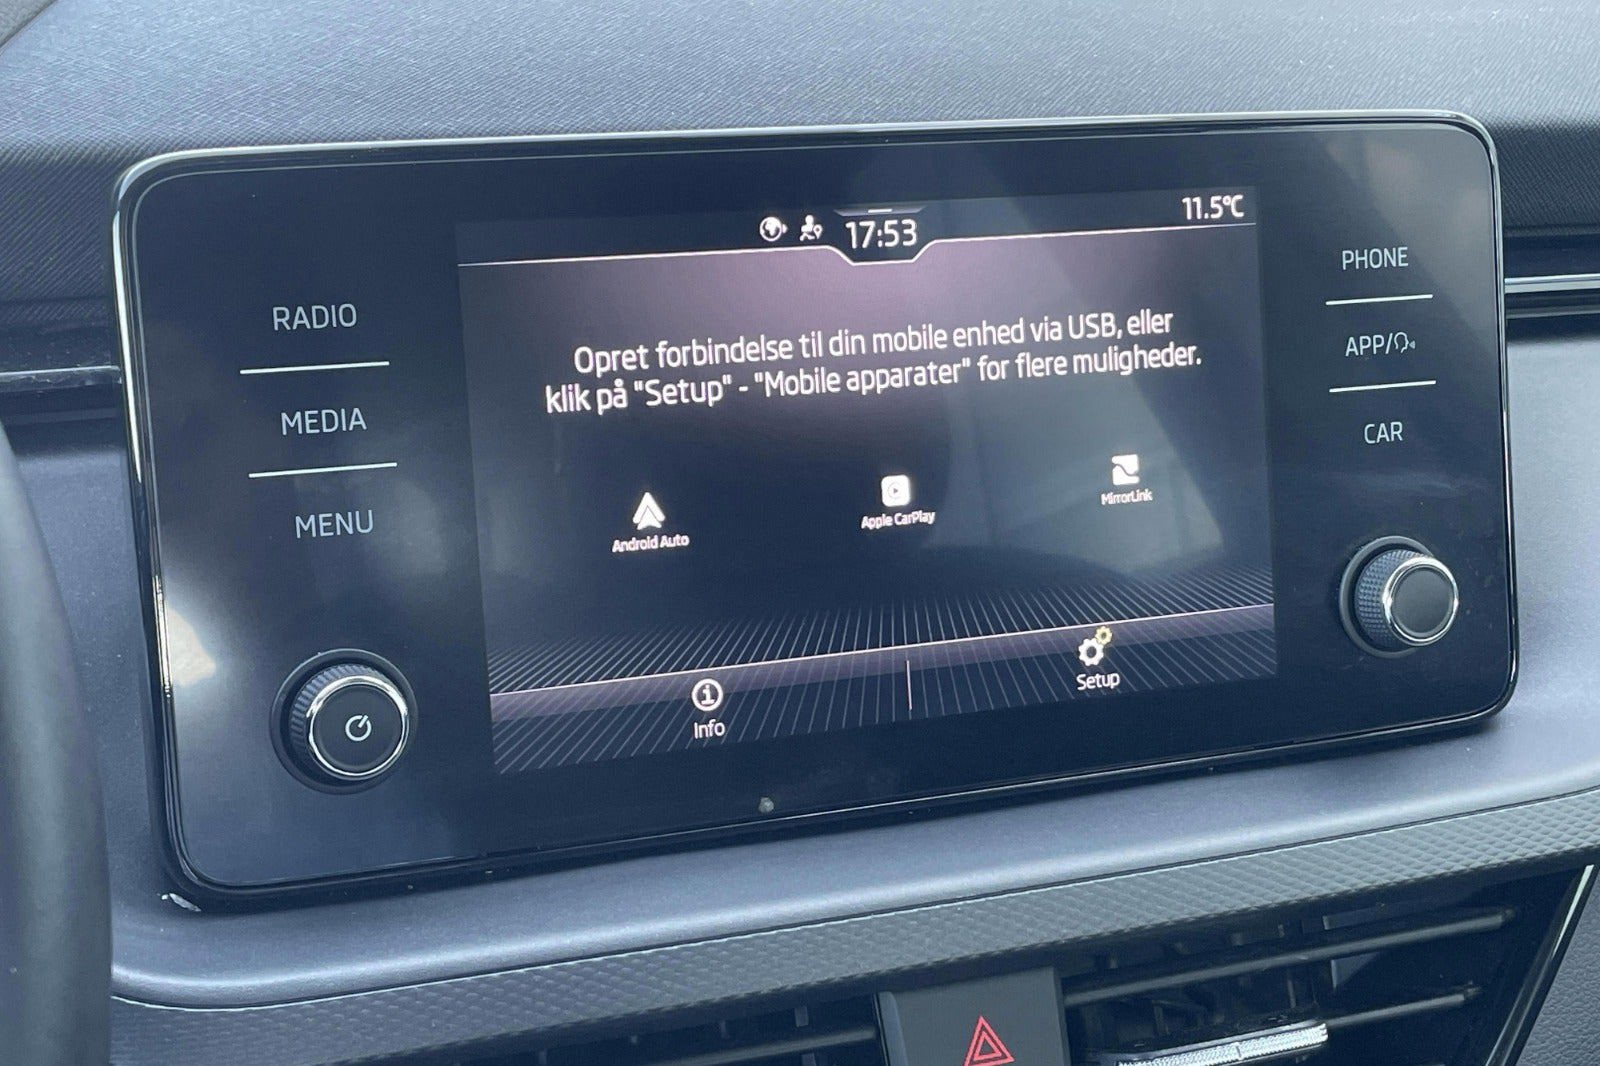 17:53
11.5°C
RADIO
MEDIA
MENU
Opret forbindelse til din mobile enhed via USB, eller
klik på "Setup" - "Mobile apparater" for flere muligheder.
Android Auto
Apple CarPlay
MirrorLink
Info
Setup
PHONE
APP/
CAR